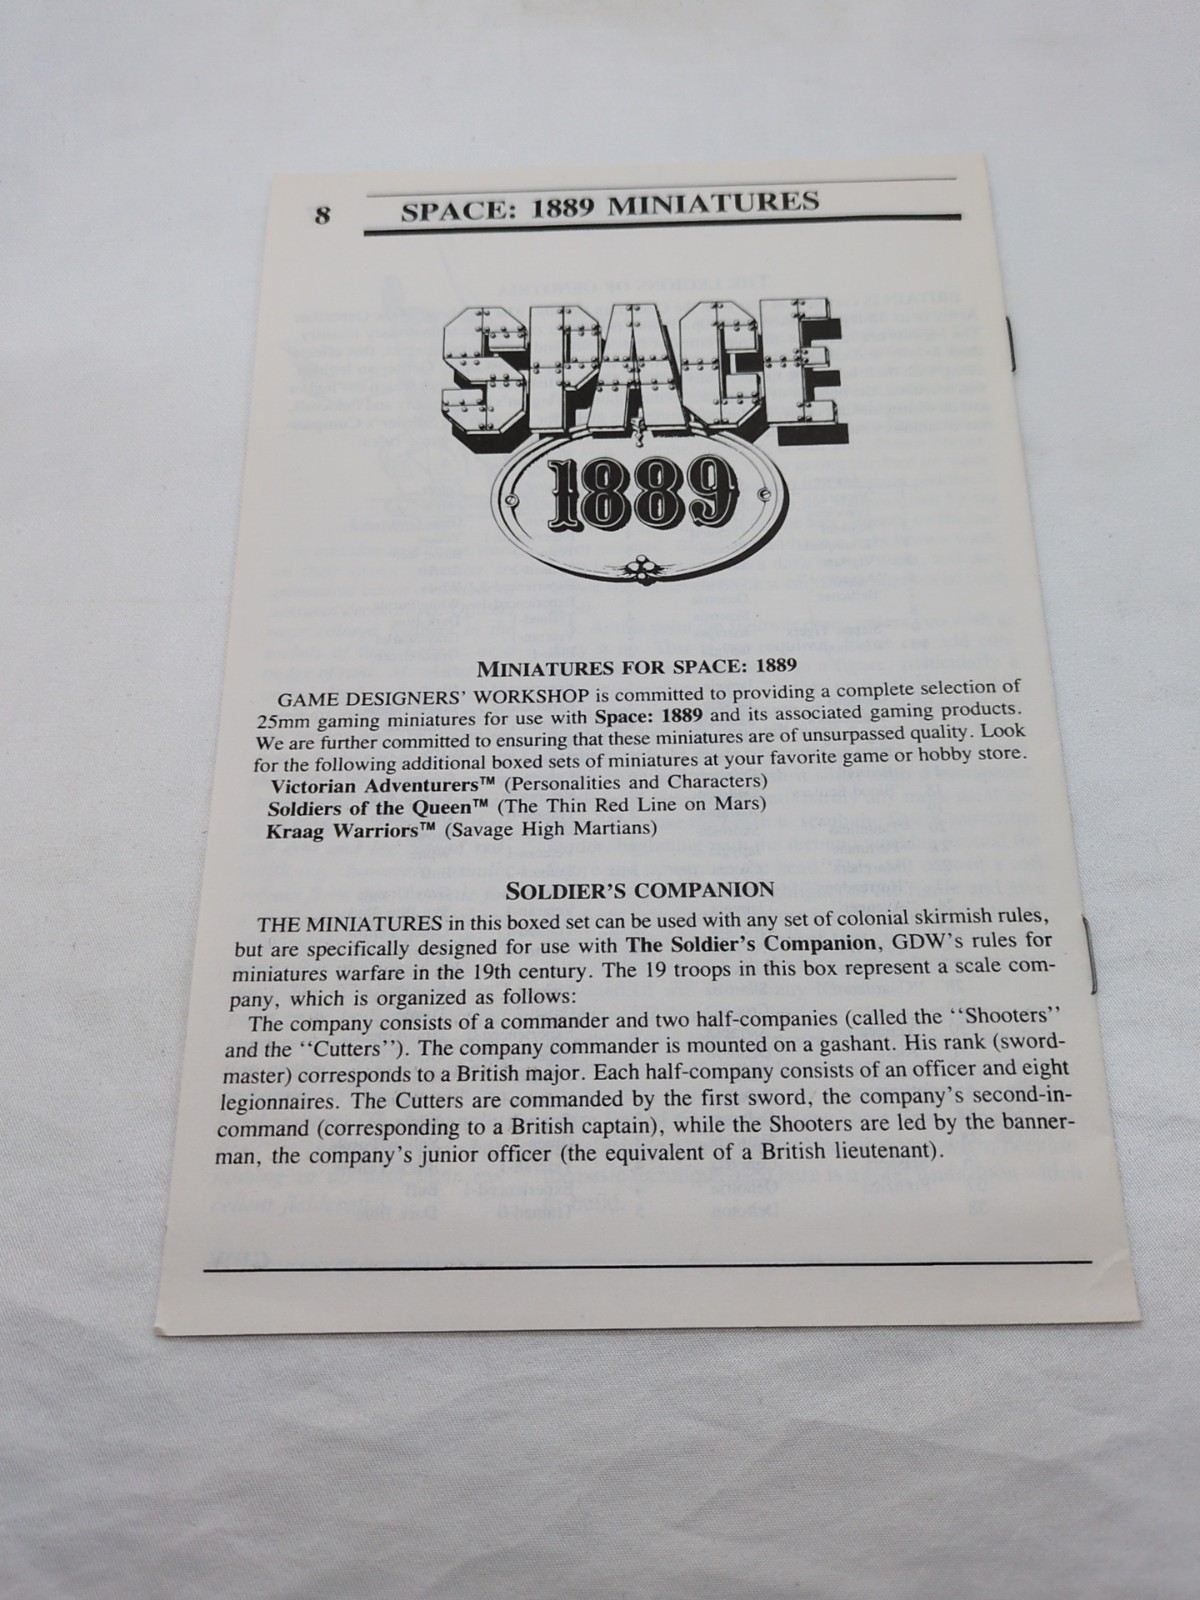 8
SPACE: 1889 MINIATURES
SPACE
1889
MINIATURES FOR SPACE: 1889
GAME DESIGNERS' WORKSHOP is committed to providing a complete selection of
25mm gaming miniatures for use with Space: 1889 and its associated gaming products.
We are further committed to ensuring that these miniatures are of unsurpassed quality. Look
for the following additional boxed sets of miniatures at your favorite game or hobby store.
Victorian Adventurers™ (Personalities and Characters)
Soldiers of the Queen™ (The Thin Red Line on Mars)
Kraag Warriors™ (Savage High Martians)
SOLDIER'S COMPANION
THE MINIATURES in this boxed set can be used with any set of colonial skirmish rules,
but are specifically designed for use with The Soldier's Companion, GDW's rules for
miniatures warfare in the 19th century. The 19 troops in this box represent a scale com-
pany, which is organized as follows:
The company consists of a commander and two half-companies (called the ‘‘Shooters’’
and the ‘‘Cutters’’). The company commander is mounted on a gashant. His rank (sword-
master) corresponds to a British major. Each half-company consists of an officer and eight
legionnaires. The Cutters are commanded by the first sword, the company's second-in-
command (corresponding to a British captain), while the Shooters are led by the banner-
man, the company's junior officer (the equivalent of a British lieutenant).